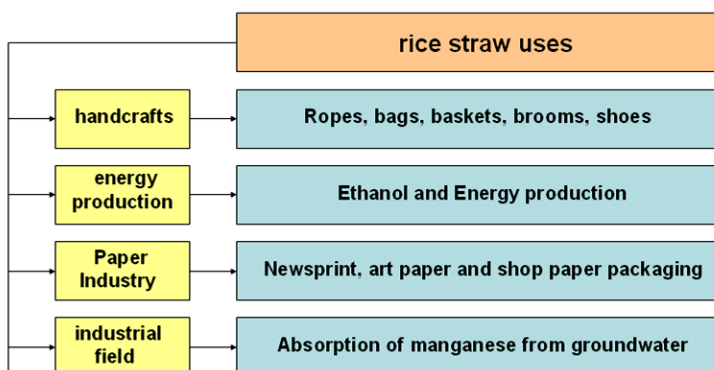 rice straw uses
handcrafts
Ropes, bags, baskets, brooms, shoes
energy
production
Ethanol and Energy production
Paper
Industry
Newsprint, art paper and shop paper packaging
industrial
field
Absorption of manganese from groundwater